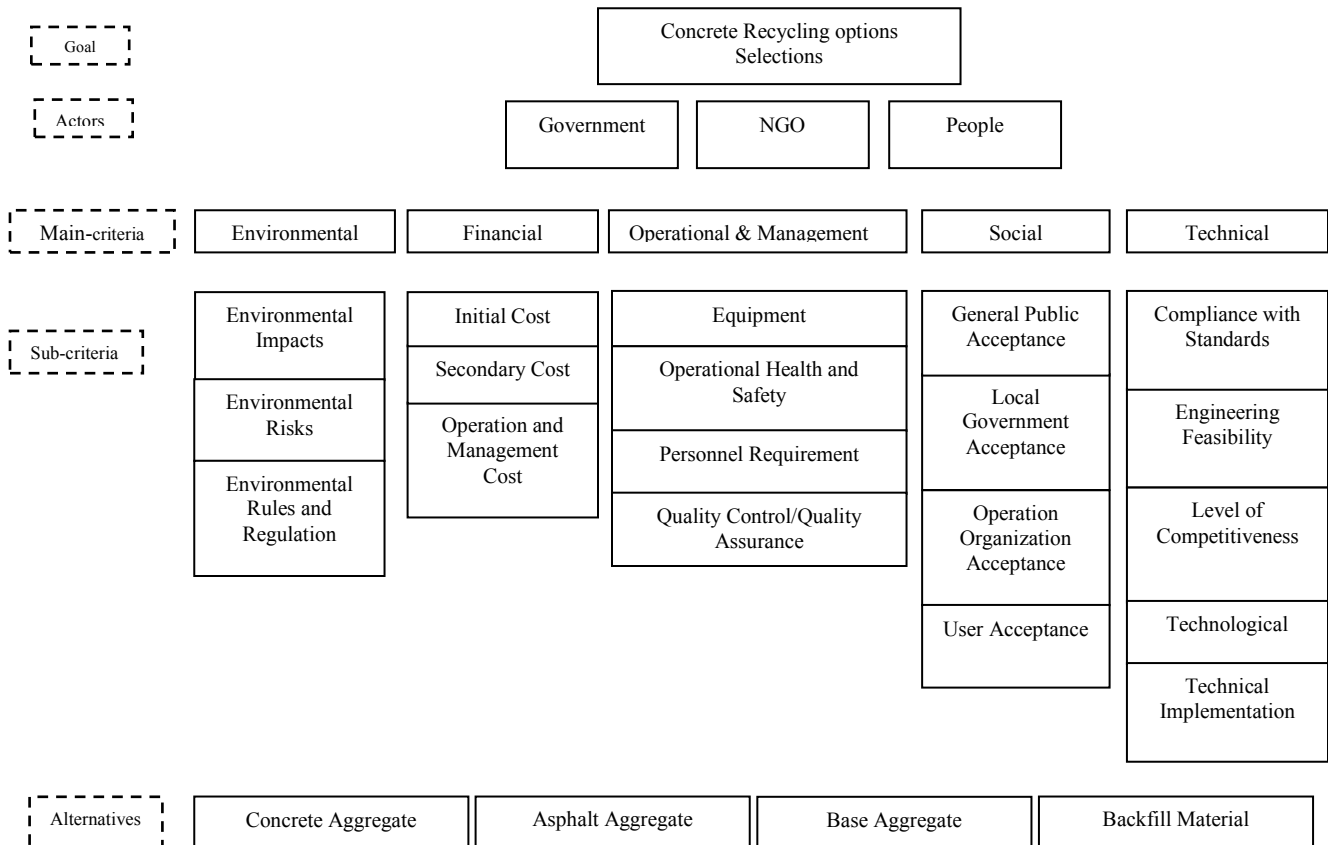 Goal
Concrete Recycling options
Selections
Actors
Government
NGO
People
Main-criteria
Environmental
Financial
Operational & Management
Social
Technical
Sub-criteria
Environmental
Impacts
Environmental
Risks
Environmental
Rules and
Regulation
Initial Cost
Secondary Cost
Operation and
Management
Cost
Equipment
Operational Health and
Safety
Personnel Requirement
Quality Control/Quality
Assurance
General Public
Acceptance
Local
Government
Acceptance
Operation
Organization
Acceptance
User Acceptance
Compliance with
Standards
Engineering
Feasibility
Level of
Competitiveness
Technological
Technical
Implementation
Alternatives
Concrete Aggregate
Asphalt Aggregate
Base Aggregate
Backfill Material